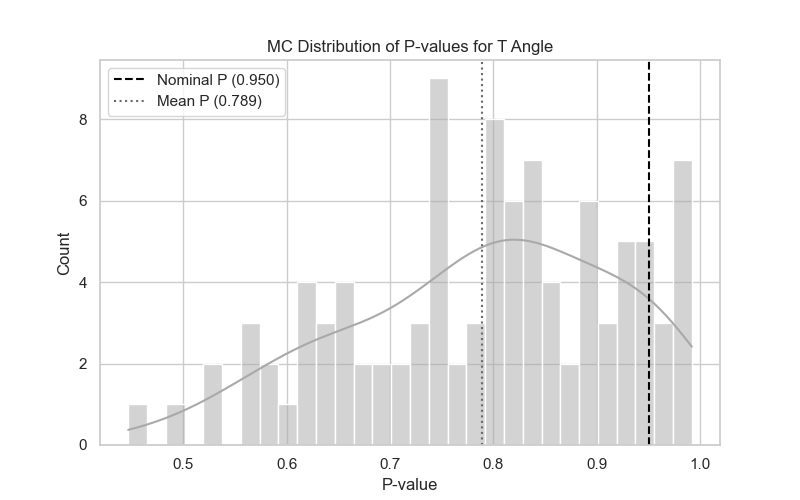 MC Distribution of P-values for T Angle
Nominal P (0.950)
Mean P (0.789)
Count
8
6
4
2
0
0.5 0.6 0.7 0.8 0.9 1.0
P-value